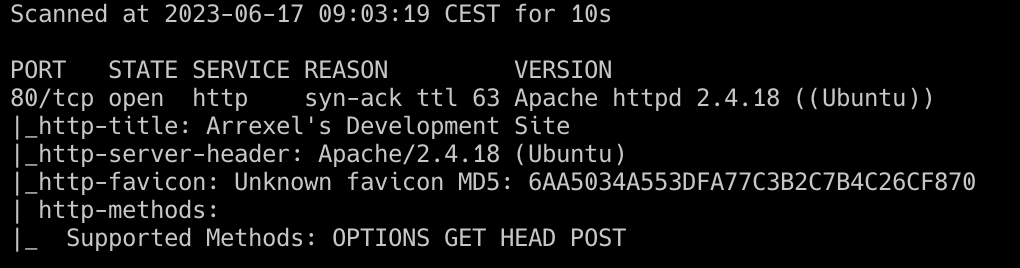 Scanned at 2023-06-17 09:03:19 CEST for 10s
PORT   STATE SERVICE REASON         VERSION
80/tcp open  http    syn-ack ttl 63 Apache httpd 2.4.18 ((Ubuntu))
|_http-title: Arrexel's Development Site
|_http-server-header: Apache/2.4.18 (Ubuntu)
|_http-favicon: Unknown favicon MD5: 6AA5034A553DFA77C3B2C7B4C26CF870
| http-methods:
|_  Supported Methods: OPTIONS GET HEAD POST